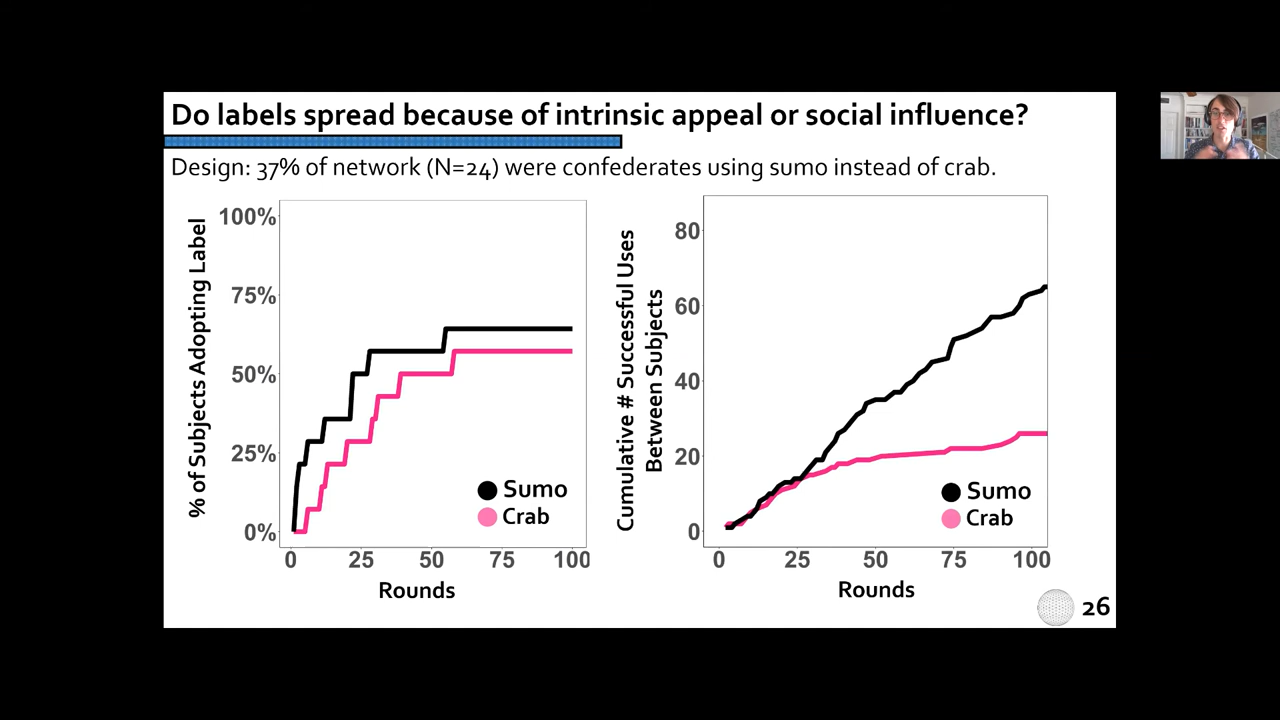 Do labels spread because of intrinsic appeal or social influence?
Design: 37% of network (N=24) were confederates using sumo instead of crab.
% of Subjects Adopting Label
100%
75%
50%
25%
0%
Sumo
Crab
0 25 50 75 100
Rounds
Cumulative # Successful Uses
Between Subjects
80
60
40
20
0
Sumo
Crab
0 25 50 75 100
Rounds
26